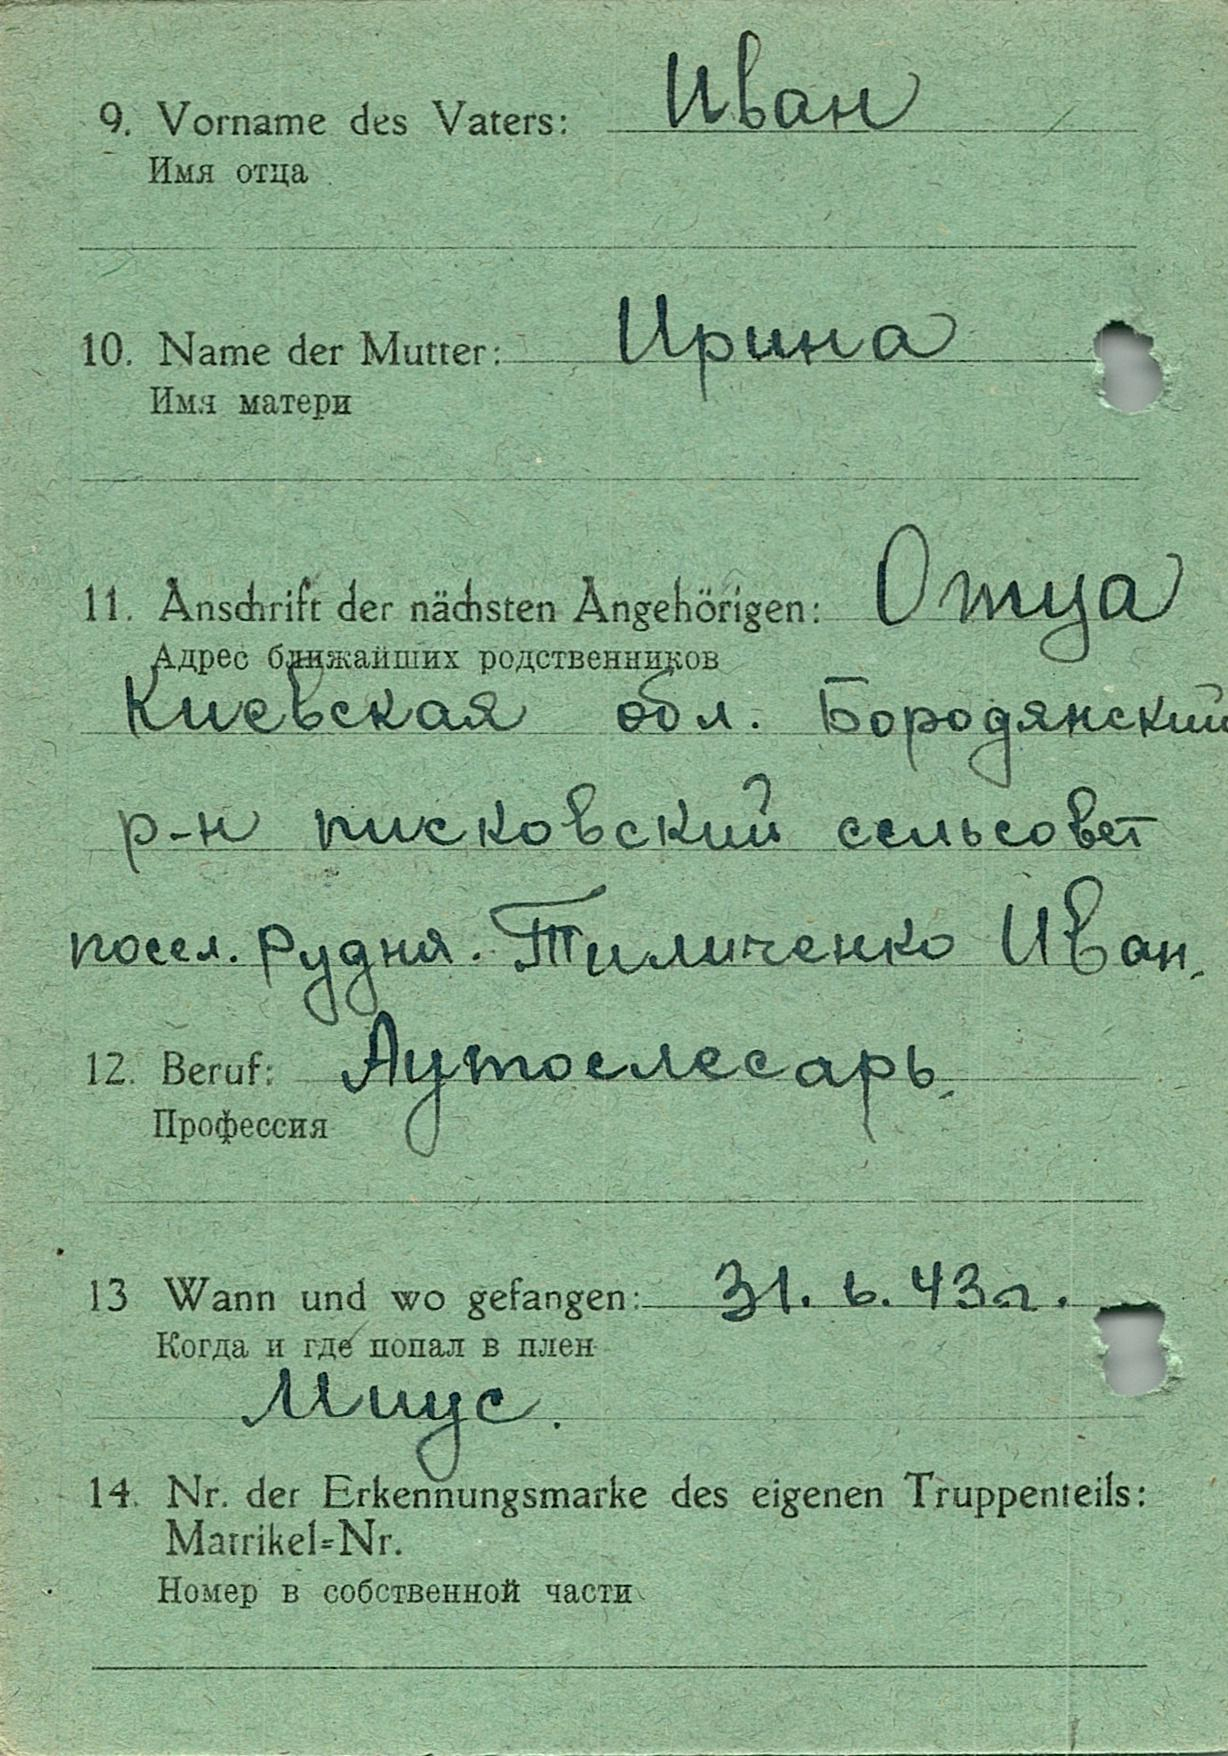 9. Vorname des Vaters: Иван
Имя отца
10. Name der Mutter: Ирина
Имя матери
11. Anschrift der nächsten Angehörigen: Отца
Адрес ближайших родственников
Киевская обл. Бородянский
р-н писковский сельсовет
посел. Рудня. Тиличенко Иван.
12. Beruf: Аутослесарь.
Профессия
13 Wann und wo gefangen: 31. 6. 43г.
Когда и где попал в плен
Миус.
14. Nr. der Erkennungsmarke des eigenen Truppenteils:
Matrikel=Nr.
Номер в собственной части